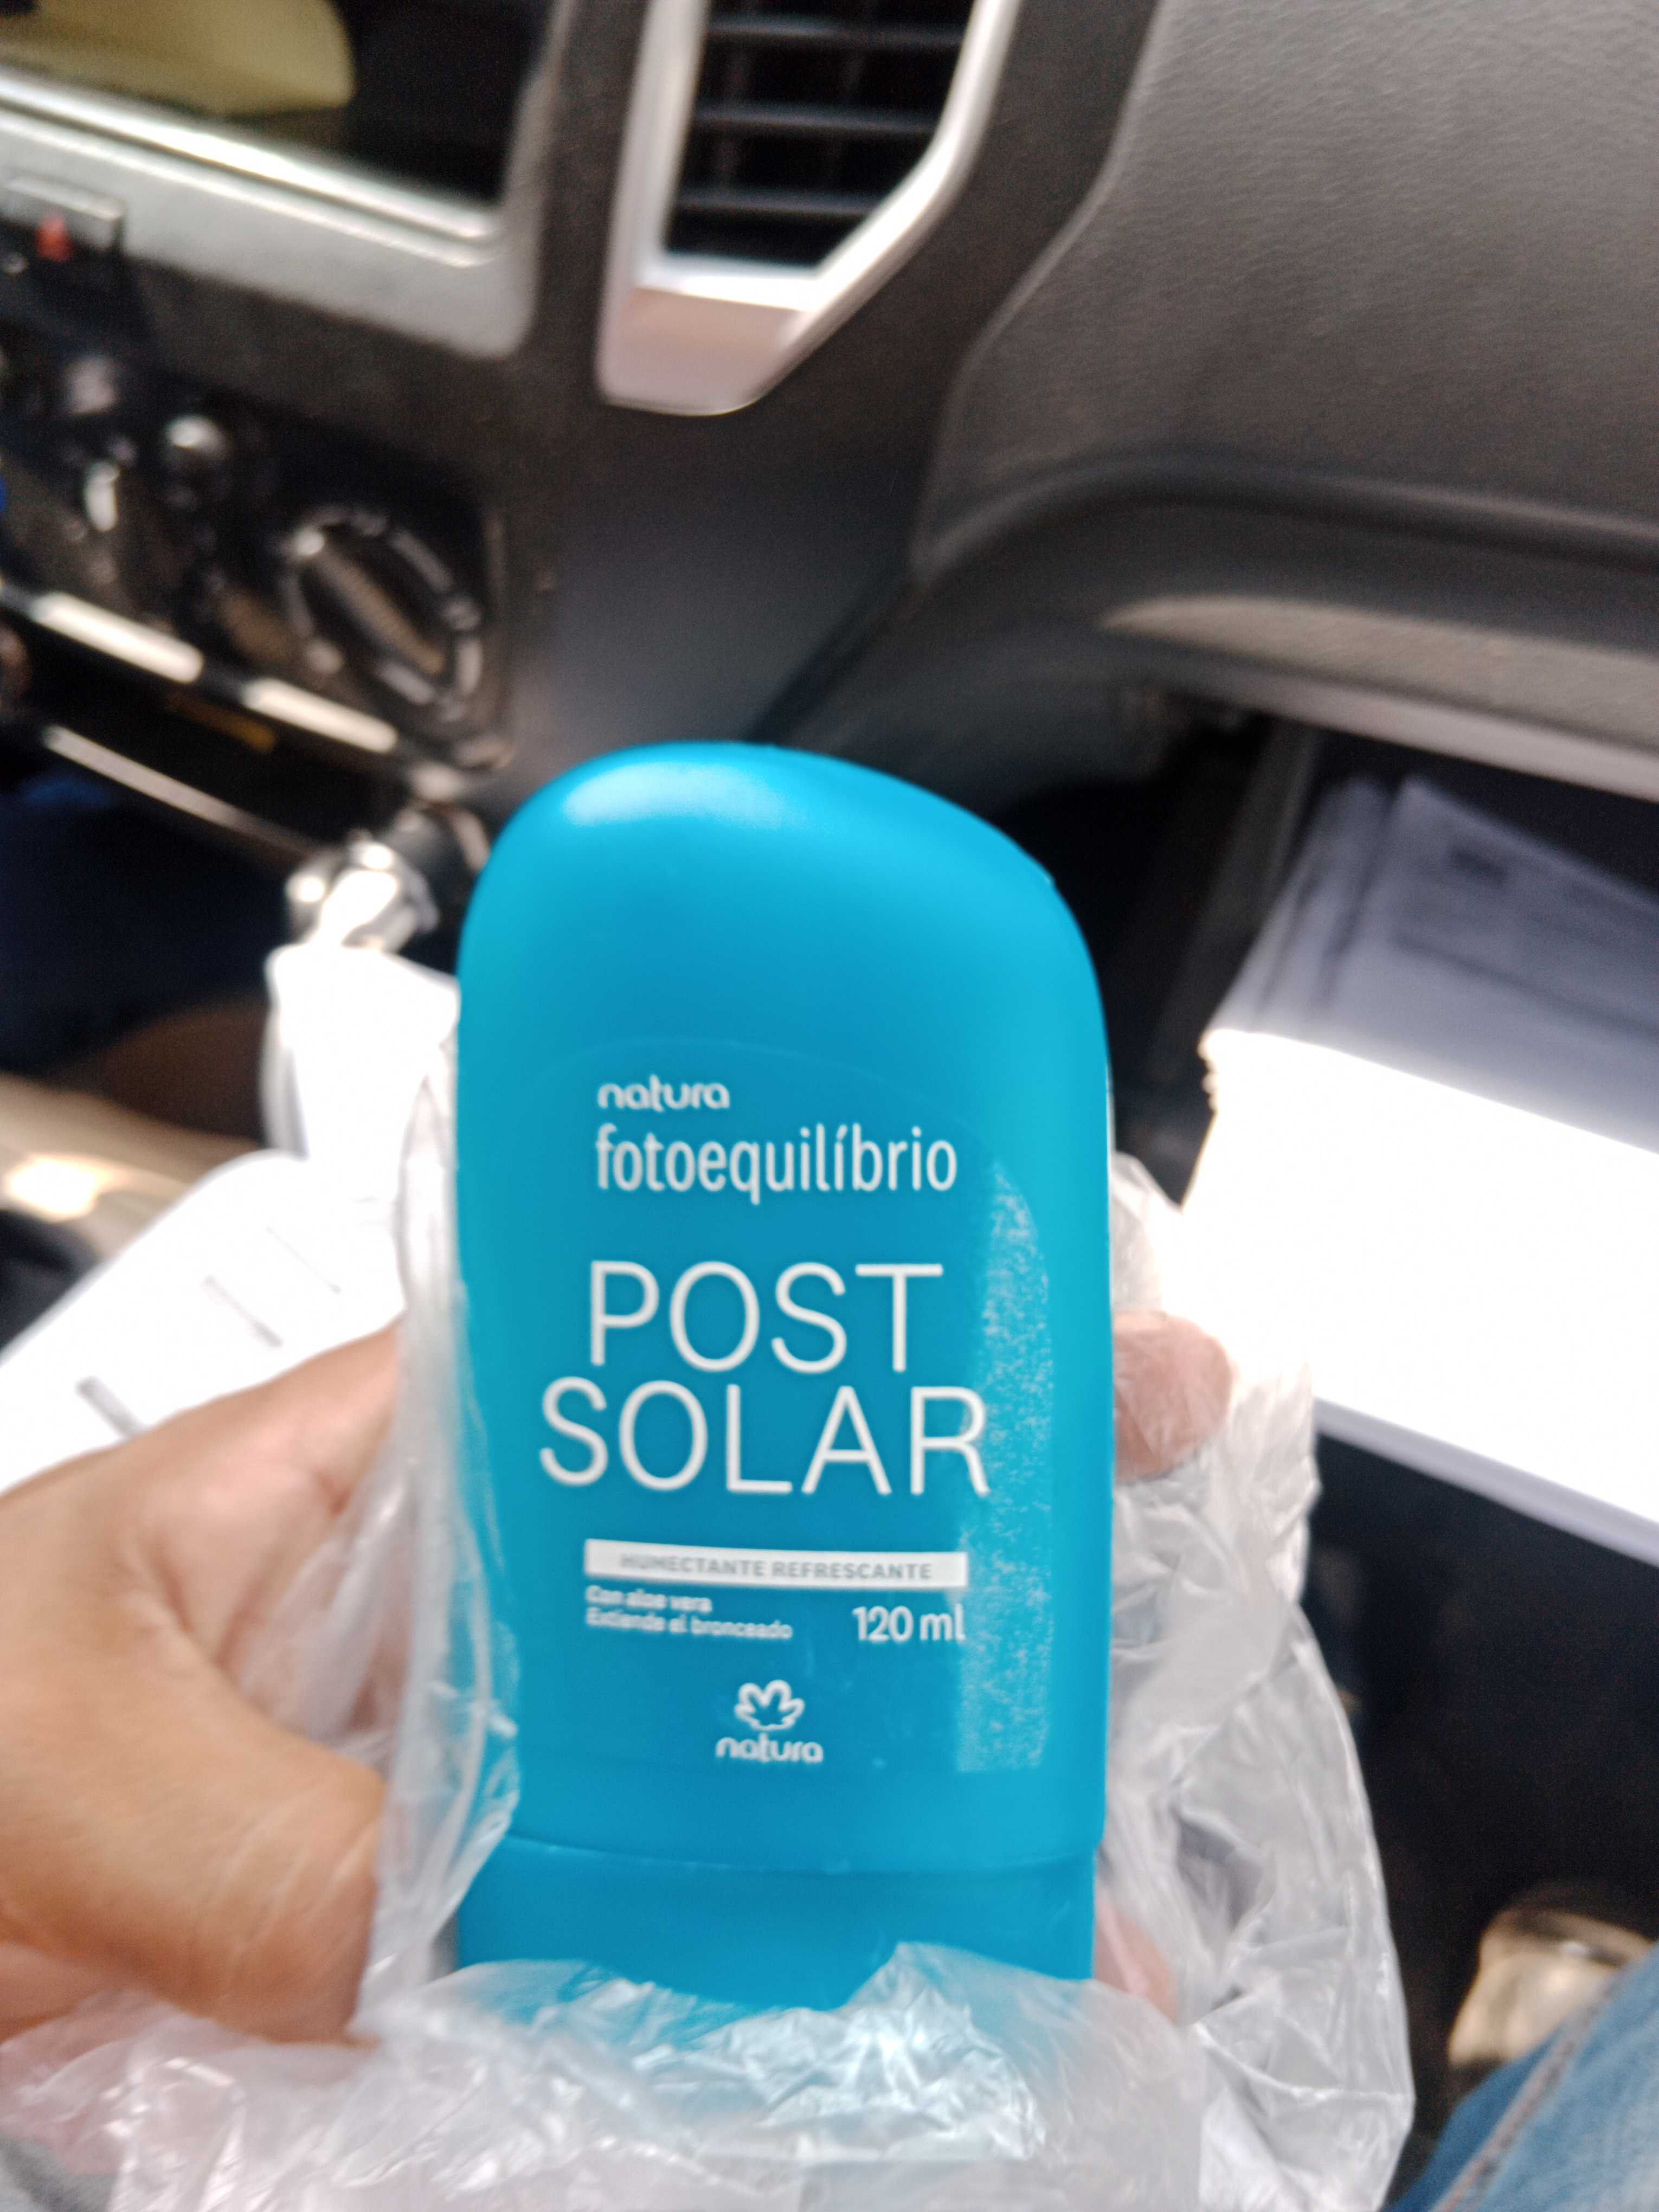 natura
fotoequilíbrio
POST
SOLAR
HUMECTANTE REFRESCANTE
Con aloe vera
Extiende el bronceado
120 ml
natura